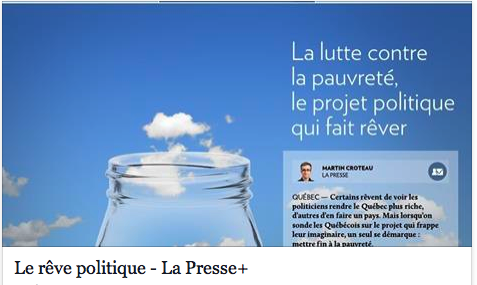 La lutte contre
la pauvreté,
le projet politique
qui fait rêver
MARTIN CROTEAU
LA PRESSE
QUÉBEC — Certains rêvent de voir les
politiciens rendre le Québec plus riche,
d'autres d'en faire un pays. Mais lorsqu'on
sonde les Québécois sur le projet qui frappe
leur imaginaire, un seul se démarque :
mettre fin à la pauvreté.
Le rêve politique - La Presse+